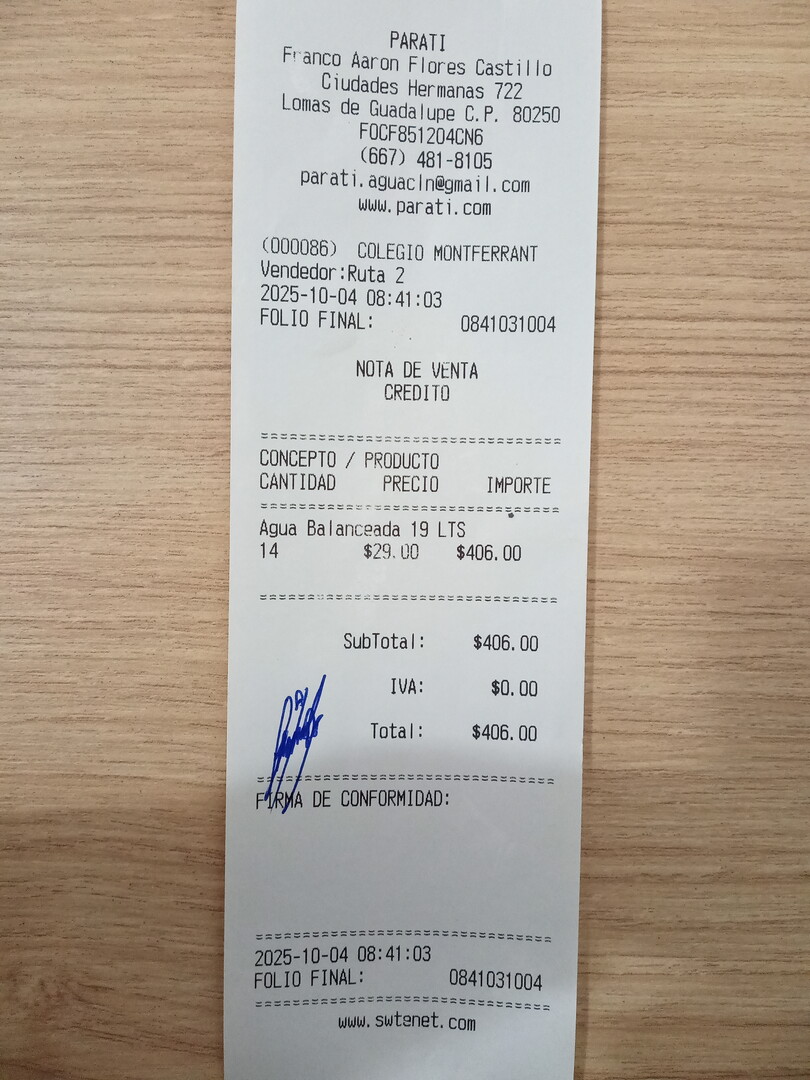 PARATI
Franco Aaron Flores Castillo
Ciudades Hermanas 722
Lomas de Guadalupe C.P. 80250
FOCF851204CN6
(667) 481-8105
parati.aguacln@gmail.com
www.parati.com
(000086) COLEGIO MONTFERRANT
Vendedor:Ruta 2
2025-10-04 08:41:03
FOLIO FINAL: 0841031004
NOTA DE VENTA
CREDITO
==============================
CONCEPTO / PRODUCTO
CANTIDAD PRECIO IMPORTE
==============================
Agua Balanceada 19 LTS
14 $29.00 $406.00
==============================
SubTotal: $406.00
IVA: $0.00
Total: $406.00
==============================
FIRMA DE CONFORMIDAD:
==============================
2025-10-04 08:41:03
FOLIO FINAL: 0841031004
==============================
www.swtenet.com